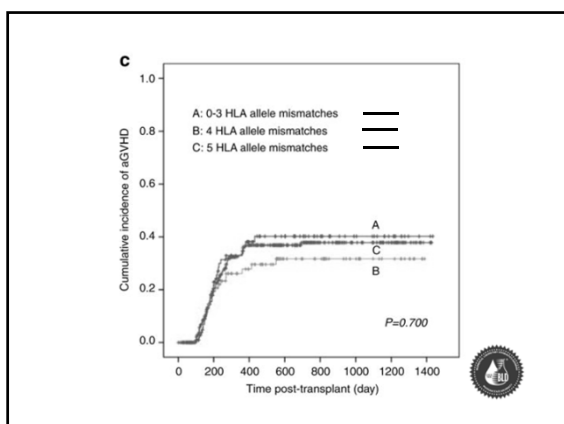 c
Cumulative incidence of aGVHD
1.0
0.8
0.6
0.4
0.2
0.0
A: 0-3 HLA allele mismatches
B: 4 HLA allele mismatches
C: 5 HLA allele mismatches
A
C
B
P=0.700
0 200 400 600 800 1000 1200 1400
Time post-transplant (day)
BLD